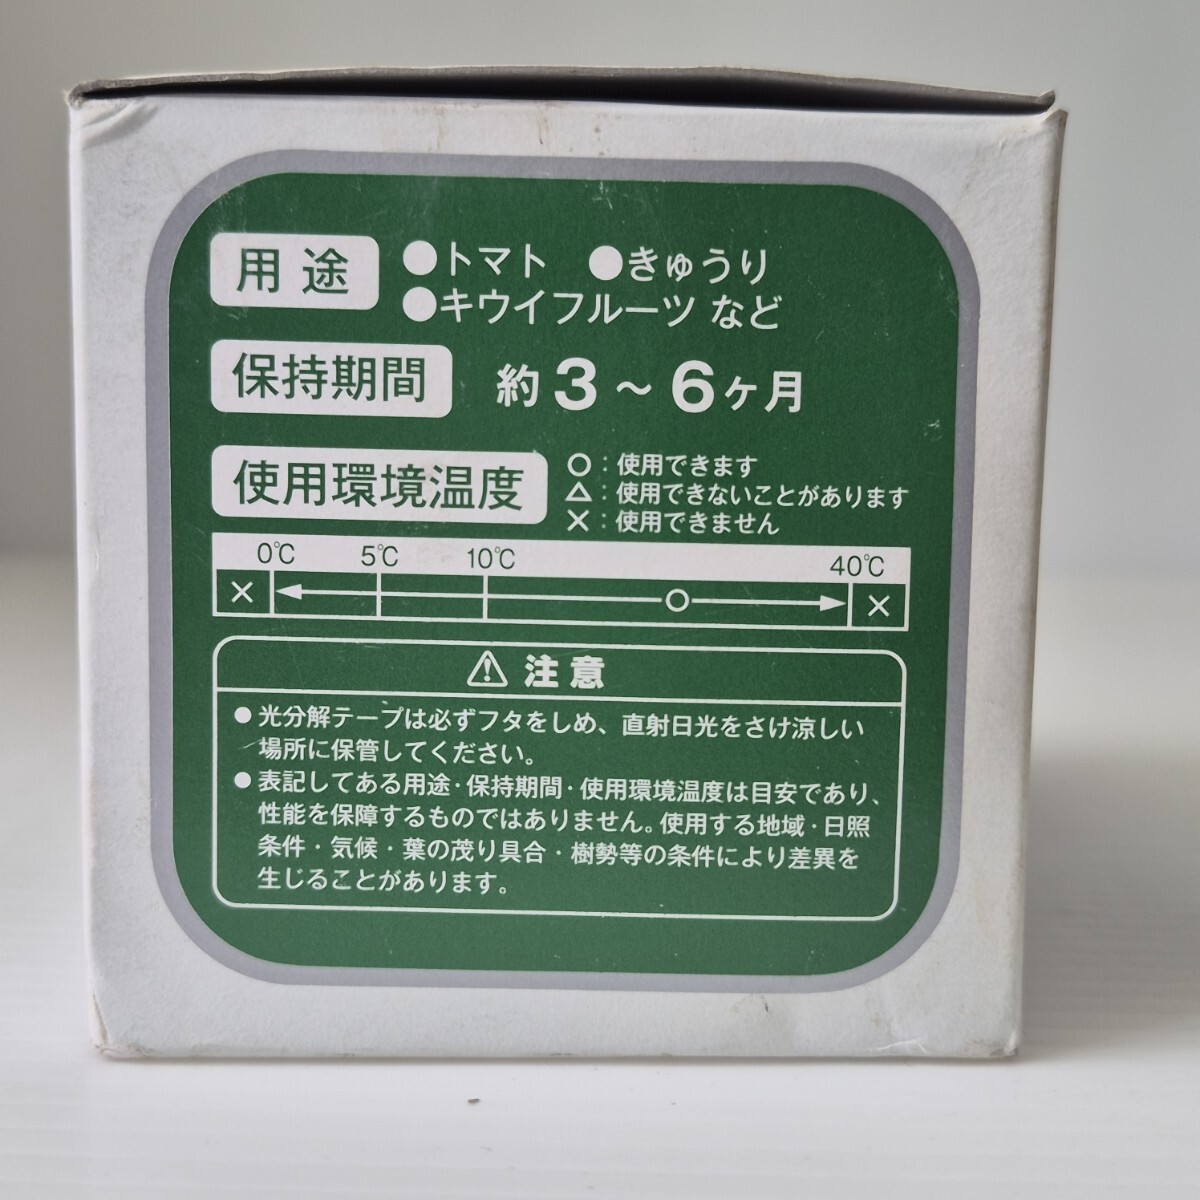 用途 ●トマト ●きゅうり
●キウイフルーツ など
保持期間 約3～6ヶ月
使用環境温度
○：使用できます
△：使用できないことがあります
×：使用できません
0℃ 5℃ 10℃ 40℃
× ○ ×
⚠注意
●光分解テープは必ずフタをしめ、直射日光をさけ涼しい
場所に保管してください。
●表記してある用途・保持期間・使用環境温度は目安であり、
性能を保障するものではありません。使用する地域・日照
条件・気候・葉の茂り具合・樹勢等の条件により差異を
生じることがあります。